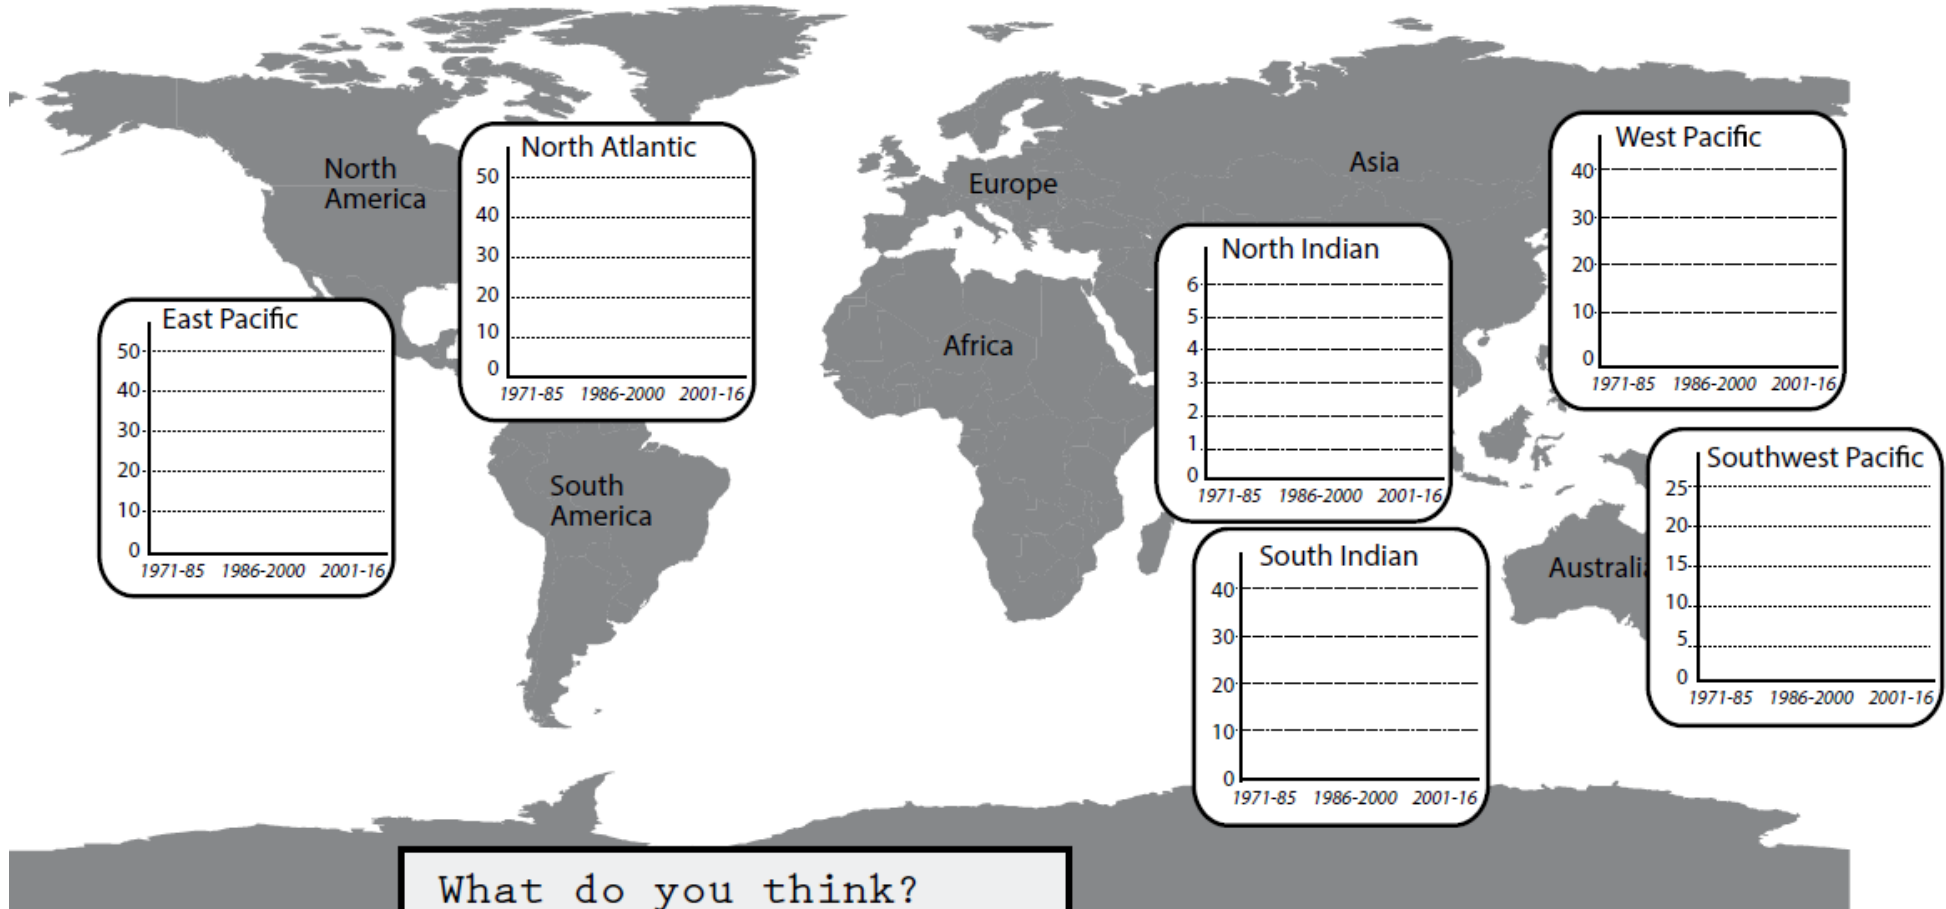 North
America
North Atlantic
50
40
30
20
10
0
1971-85 1986-2000 2001-16
Europe
Asia
West Pacific
40
30
20
10
0
1971-85 1986-2000 2001-16
North Indian
6
5
4
3
2
1
0
1971-85 1986-2000 2001-16
East Pacific
50
40
30
20
10
0
1971-85 1986-2000 2001-16
Africa
South
America
Southwest Pacific
25
20
15
10
5
0
1971-85 1986-2000 2001-16
South Indian
40
30
20
10
0
1971-85 1986-2000 2001-16
Australi
What do you think?